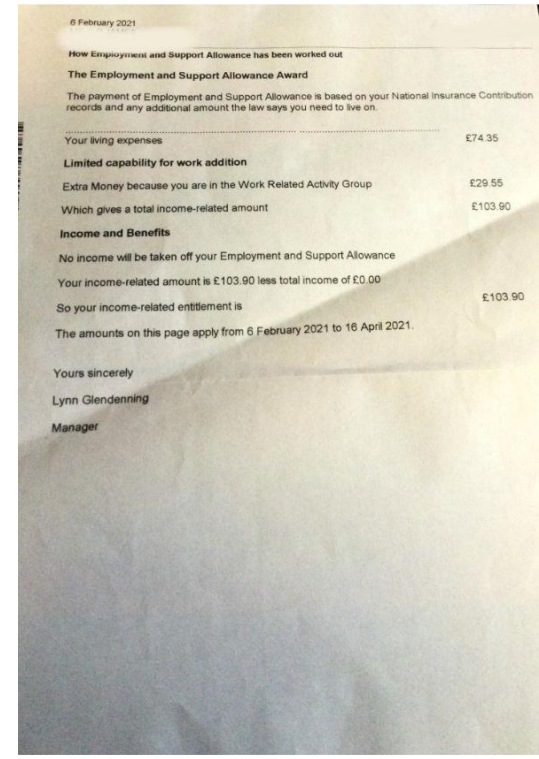 6 February 2021
How Employment and Support Allowance has been worked out
The Employment and Support Allowance Award
The payment of Employment and Support Allowance is based on your National Insurance Contribution
records and any additional amount the law says you need to live on.
Your living expenses £74.35
Limited capability for work addition
Extra Money because you are in the Work Related Activity Group £29.55
Which gives a total income-related amount £103.90
Income and Benefits
No income will be taken off your Employment and Support Allowance
Your income-related amount is £103.90 less total income of £0.00
So your income-related entitlement is £103.90
The amounts on this page apply from 6 February 2021 to 16 April 2021.
Yours sincerely
Lynn Glendenning
Manager